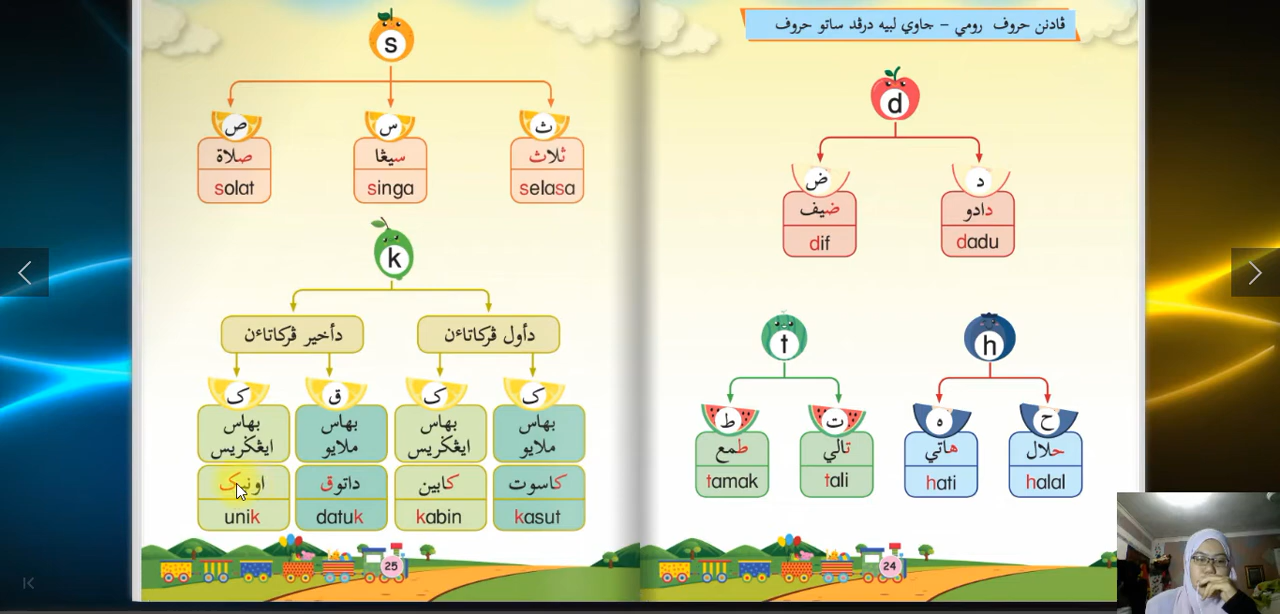 ڤادنن حروف رومي – جاوي لبيه درڤد ساتو حروف
d
د
ض
دادو
ضيف
dadu
dif
h
t
ح
ه
ت
ط
حلال
هاتي
تالي
طمع
halal
hati
tali
tamak
24
s
ث
س
ص
ثلاث
سيڠا
صلاة
selasa
singa
solat
k
دأول ڤركاتاءن
دأخير ڤركاتاءن
ک
ک
ق
ک
بهاس ملايو
بهاس ايڠݢريس
بهاس ملايو
بهاس ايڠݢريس
کاسوت
کابين
داتوق
اونيک
kasut
kabin
datuk
unik
25